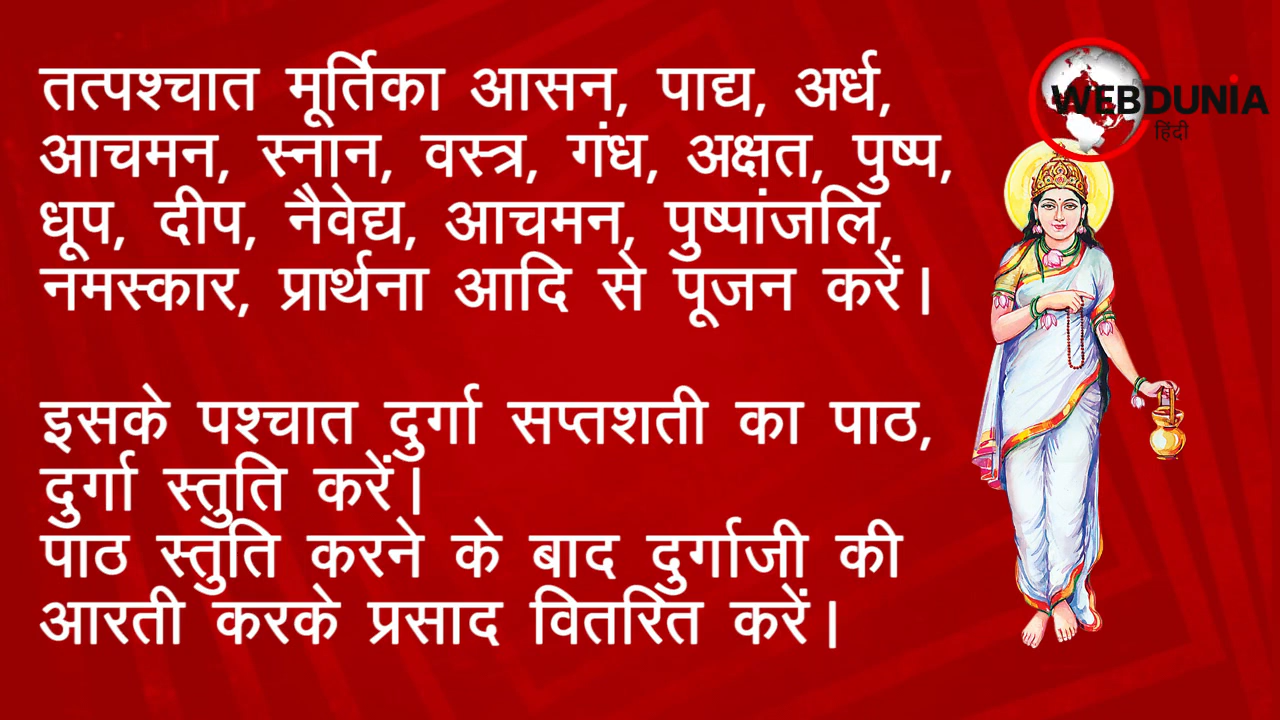 तत्पश्चात मूर्तिका आसन, पाद्य, अर्ध,
आचमन, स्नान, वस्त्र, गंध, अक्षत, पुष्प,
धूप, दीप, नैवेद्य, आचमन, पुष्पांजलि,
नमस्कार, प्रार्थना आदि से पूजन करें।
इसके पश्चात दुर्गा सप्तशती का पाठ,
दुर्गा स्तुति करें।
पाठ स्तुति करने के बाद दुर्गाजी की
आरती करके प्रसाद वितरित करें।
WEBDUNIA
हिंदी